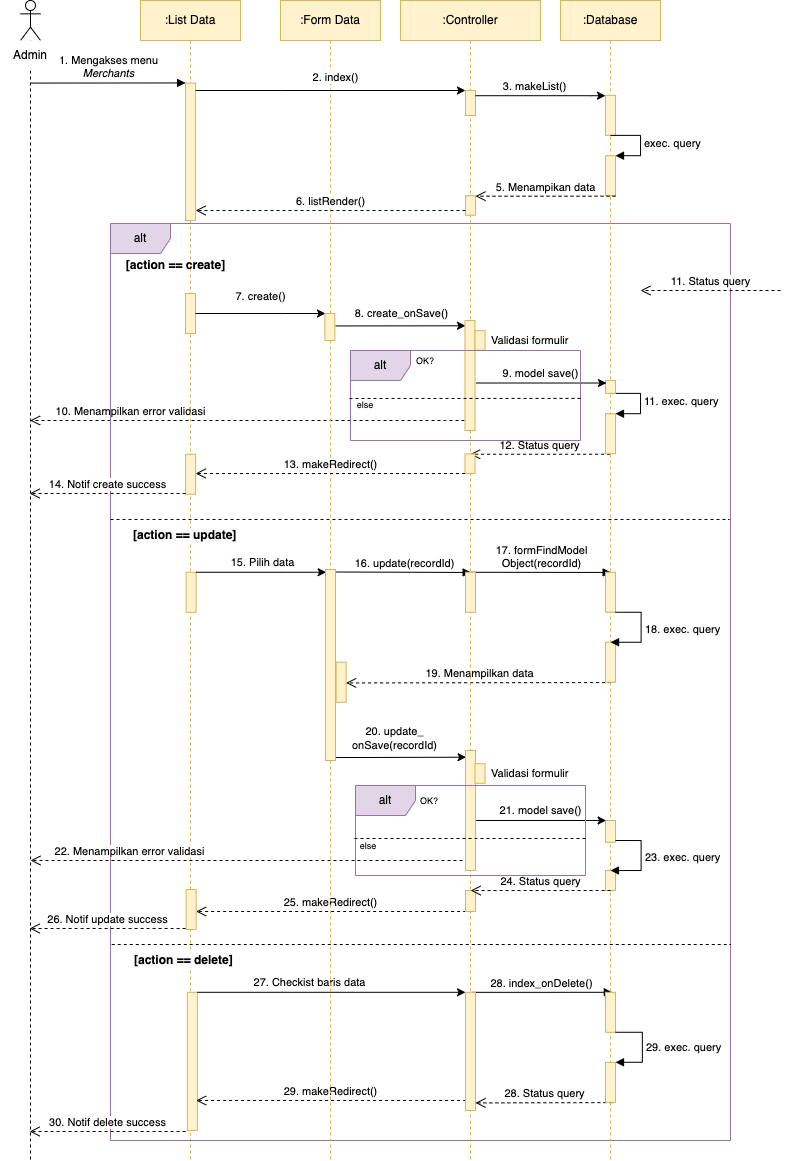 :List Data
:Form Data
:Controller
:Database
Admin
1. Mengakses menu
Merchants
2. index()
3. makeList()
exec. query
5. Menampikan data
6. listRender()
alt
[action == create]
11. Status query
7. create()
8. create_onSave()
Validasi formulir
alt
OK?
9. model save()
else
11. exec. query
10. Menampilkan error validasi
12. Status query
13. makeRedirect()
14. Notif create success
[action == update]
15. Pilih data
16. update(recordId)
17. formFindModel
Object(recordId)
18. exec. query
19. Menampilkan data
20. update_
onSave(recordId)
Validasi formulir
alt
OK?
21. model save()
else
22. Menampilkan error validasi
23. exec. query
24. Status query
25. makeRedirect()
26. Notif update success
[action == delete]
27. Checkist baris data
28. index_onDelete()
29. exec. query
29. makeRedirect()
28. Status query
30. Notif delete success